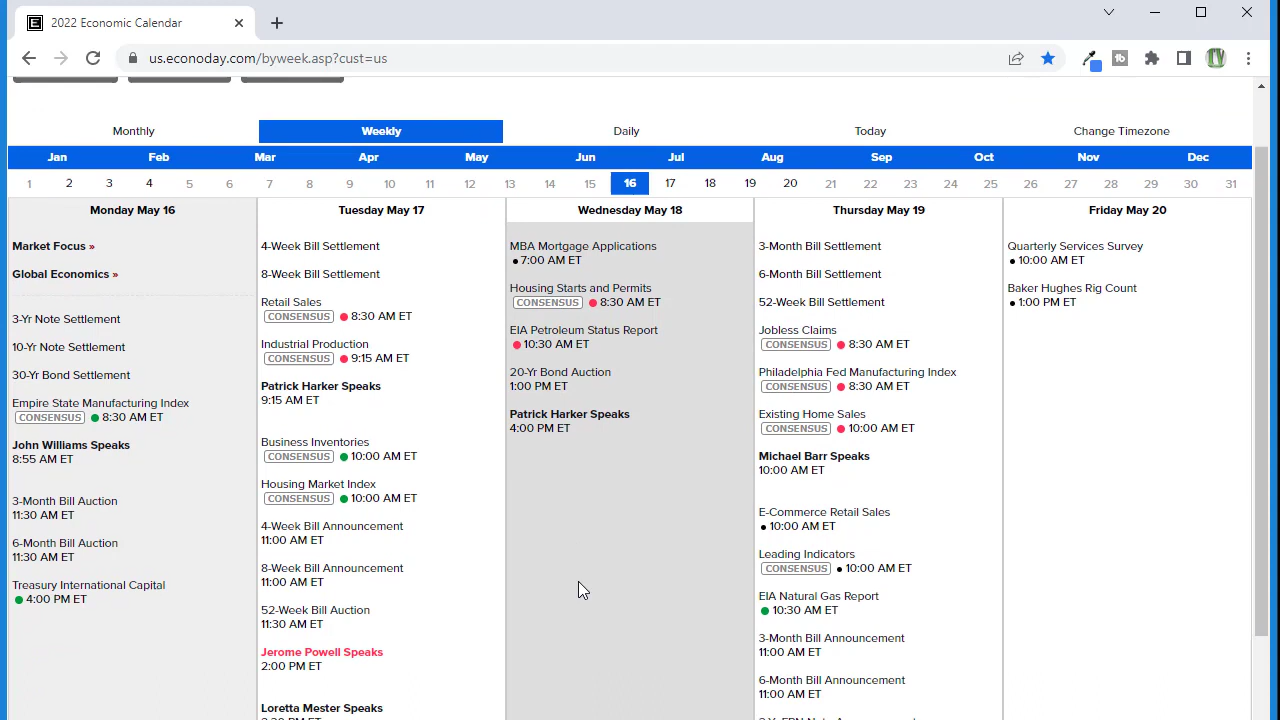 2022 Economic Calendar
us.econoday.com/byweek.asp?cust=us
Monthly Weekly Daily Today Change Timezone
Jan Feb Mar Apr May Jun Jul Aug Sep Oct Nov Dec
1 2 3 4 5 6 7 8 9 10 11 12 13 14 15 16 17 18 19 20 21 22 23 24 25 26 27 28 29 30 31
Monday May 16
Market Focus »
Global Economics »
3-Yr Note Settlement
10-Yr Note Settlement
30-Yr Bond Settlement
Empire State Manufacturing Index
CONSENSUS 8:30 AM ET
John Williams Speaks
8:55 AM ET
3-Month Bill Auction
11:30 AM ET
6-Month Bill Auction
11:30 AM ET
Treasury International Capital
4:00 PM ET
Tuesday May 17
4-Week Bill Settlement
8-Week Bill Settlement
Retail Sales
CONSENSUS 8:30 AM ET
Industrial Production
CONSENSUS 9:15 AM ET
Patrick Harker Speaks
9:15 AM ET
Business Inventories
CONSENSUS 10:00 AM ET
Housing Market Index
CONSENSUS 10:00 AM ET
4-Week Bill Announcement
11:00 AM ET
8-Week Bill Announcement
11:00 AM ET
52-Week Bill Auction
11:30 AM ET
Jerome Powell Speaks
2:00 PM ET
Loretta Mester Speaks
Wednesday May 18
MBA Mortgage Applications
7:00 AM ET
Housing Starts and Permits
CONSENSUS 8:30 AM ET
EIA Petroleum Status Report
10:30 AM ET
20-Yr Bond Auction
1:00 PM ET
Patrick Harker Speaks
4:00 PM ET
Thursday May 19
3-Month Bill Settlement
6-Month Bill Settlement
52-Week Bill Settlement
Jobless Claims
CONSENSUS 8:30 AM ET
Philadelphia Fed Manufacturing Index
CONSENSUS 8:30 AM ET
Existing Home Sales
CONSENSUS 10:00 AM ET
Michael Barr Speaks
10:00 AM ET
E-Commerce Retail Sales
10:00 AM ET
Leading Indicators
CONSENSUS 10:00 AM ET
EIA Natural Gas Report
10:30 AM ET
3-Month Bill Announcement
11:00 AM ET
6-Month Bill Announcement
11:00 AM ET
Friday May 20
Quarterly Services Survey
10:00 AM ET
Baker Hughes Rig Count
1:00 PM ET